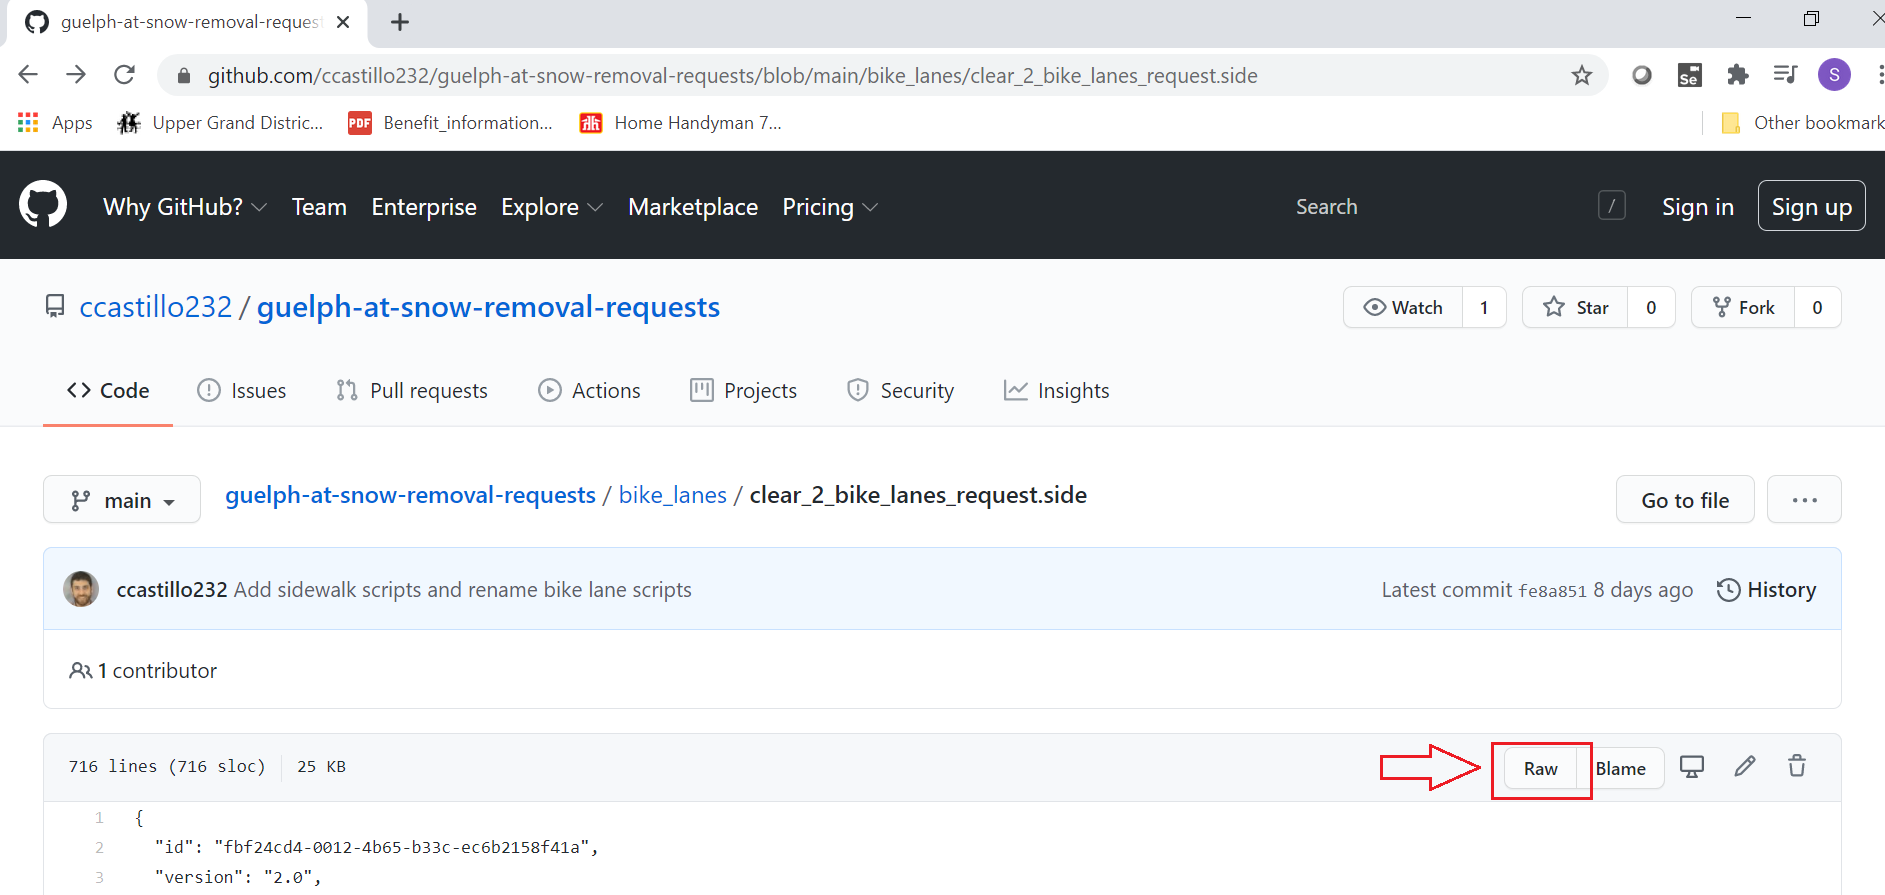 guelph-at-snow-removal-request
github.com/ccastillo232/guelph-at-snow-removal-requests/blob/main/bike_lanes/clear_2_bike_lanes_request.side
Se
S
Apps
Upper Grand Distric...
PDF
Benefit_information...
Home Handyman 7...
Other bookmark
Why GitHub?
Team
Enterprise
Explore
Marketplace
Pricing
Search
/
Sign in
Sign up
ccastillo232 / guelph-at-snow-removal-requests
Watch 1
Star 0
Fork 0
Code
Issues
Pull requests
Actions
Projects
Security
Insights
main
guelph-at-snow-removal-requests / bike_lanes / clear_2_bike_lanes_request.side
Go to file
...
ccastillo232 Add sidewalk scripts and rename bike lane scripts
Latest commit fe8a851 8 days ago
History
1 contributor
716 lines (716 sloc)
25 KB
Raw
Blame
1 {
2 "id": "fbf24cd4-0012-4b65-b33c-ec6b2158f41a",
3 "version": "2.0",